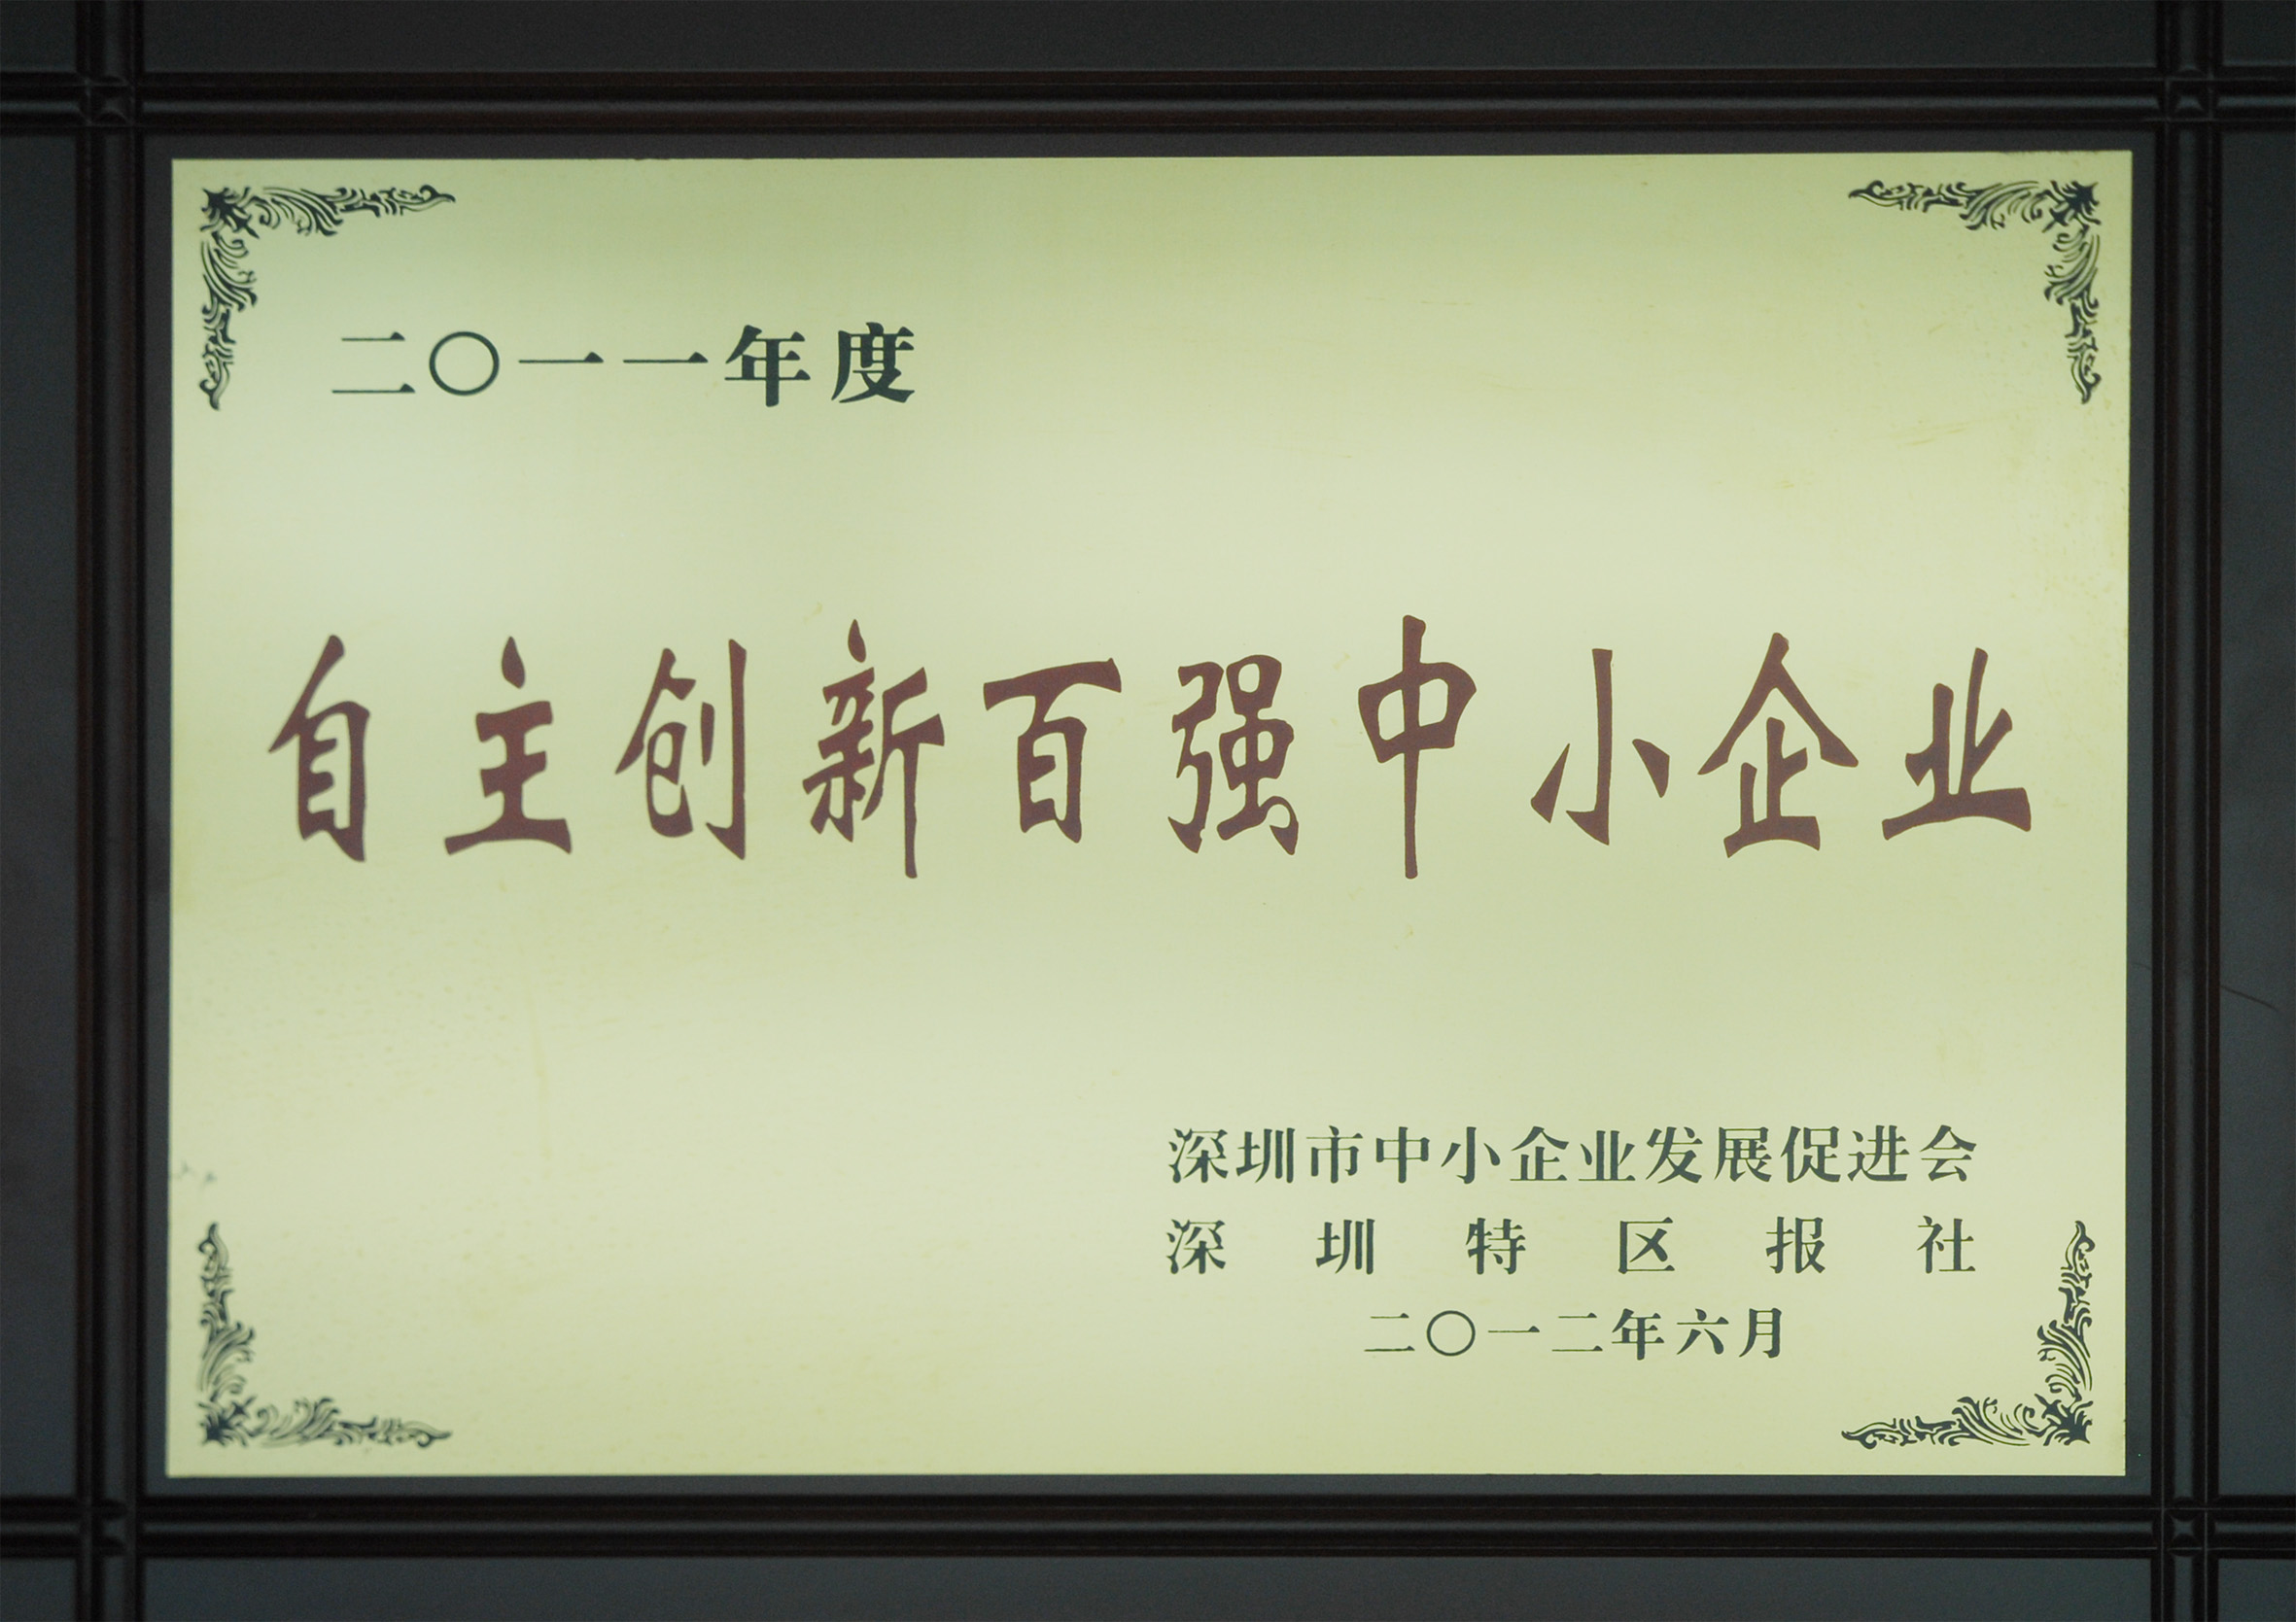 二〇一一年度
自主创新百强中小企业
深圳市中小企业发展促进会
深圳特区报社
二〇一二年六月